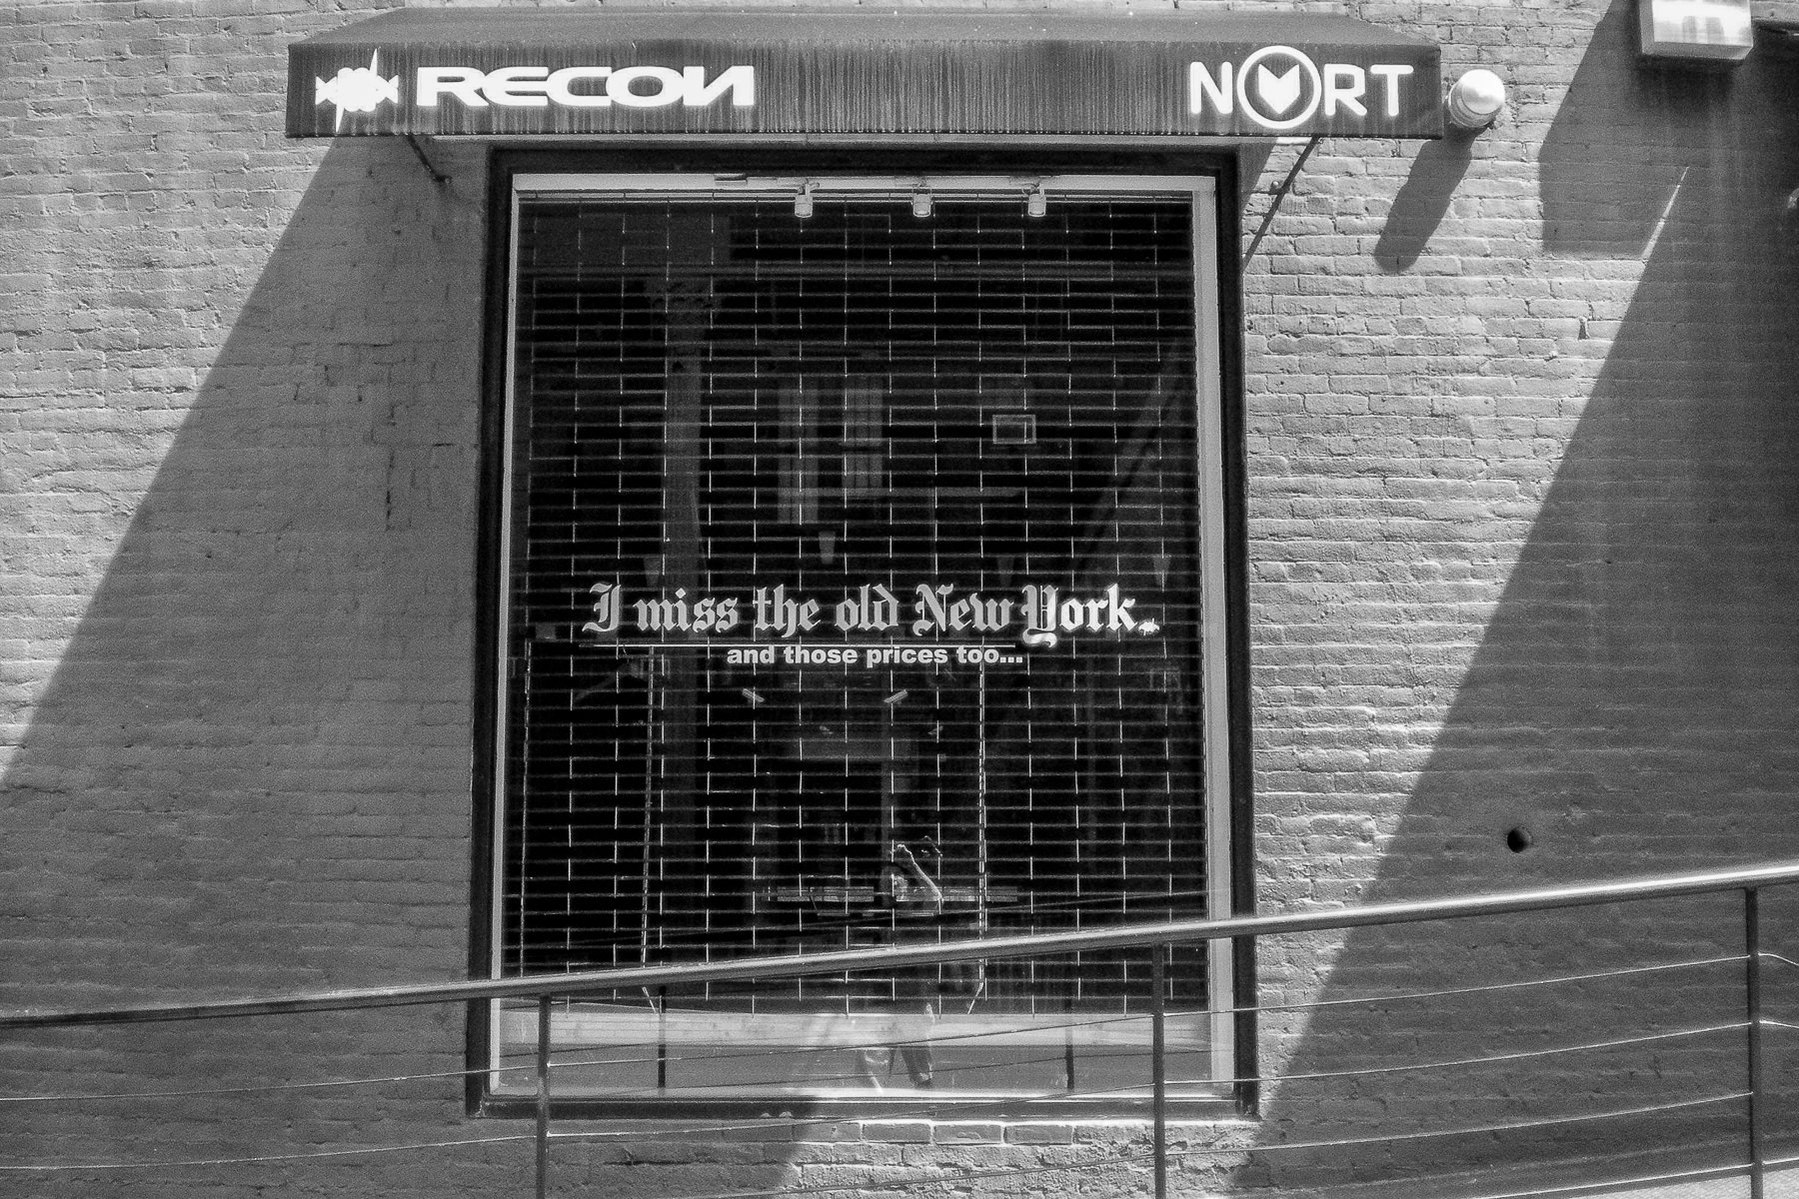 RECON
NORT
I miss the old New York.
and those prices too...